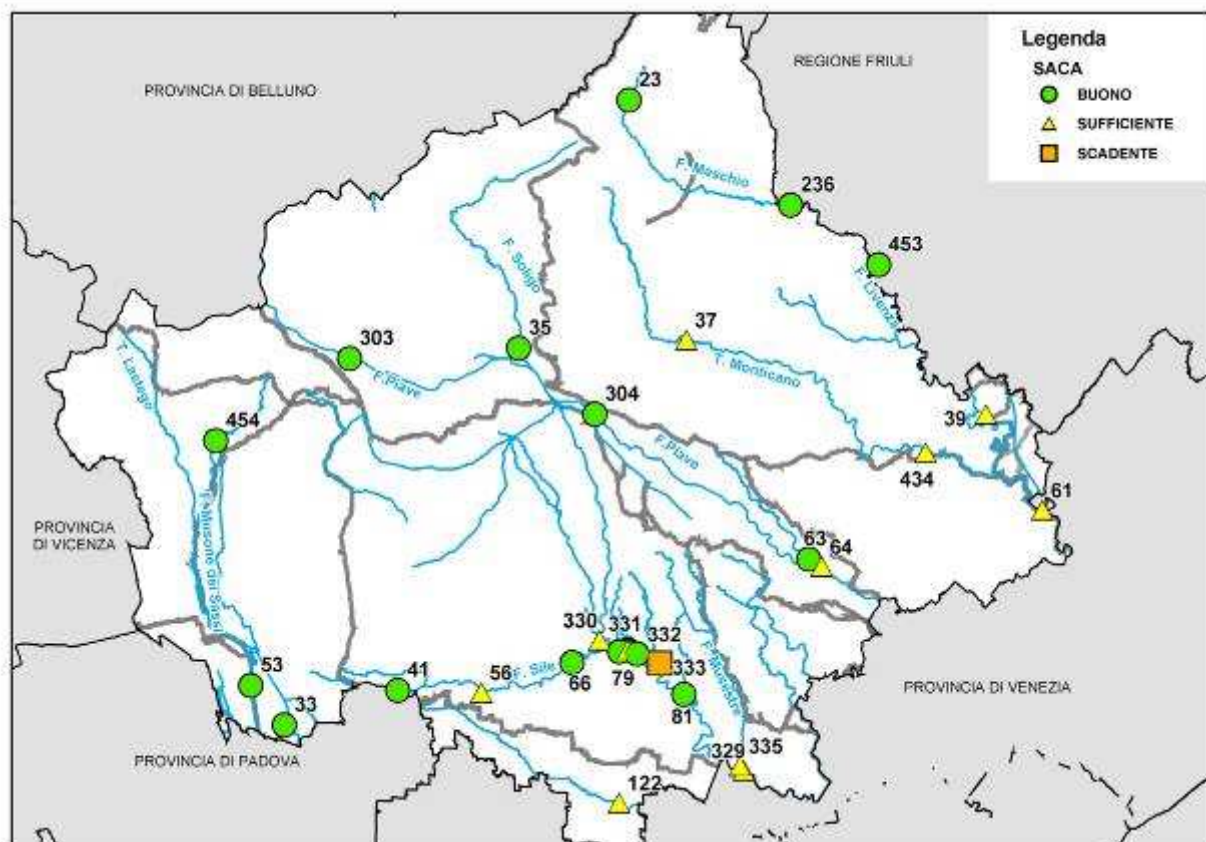 Legenda
SACA
BUONO
SUFFICIENTE
SCADENTE
REGIONE FRIULI
PROVINCIA DI BELLUNO
23
F. Meschio
236
453
F. Livenza
F. Soligo
35
37
T. Monticano
303
F.Piave
304
T. Lastego
454
39
F.Piave
434
61
PROVINCIA
DI VICENZA
F. Musone dei Sassi
63
64
330
331
332
F. Sile
66
79
333
F. Musestre
53
41
56
81
PROVINCIA DI VENEZIA
33
PROVINCIA DI PADOVA
329
335
122